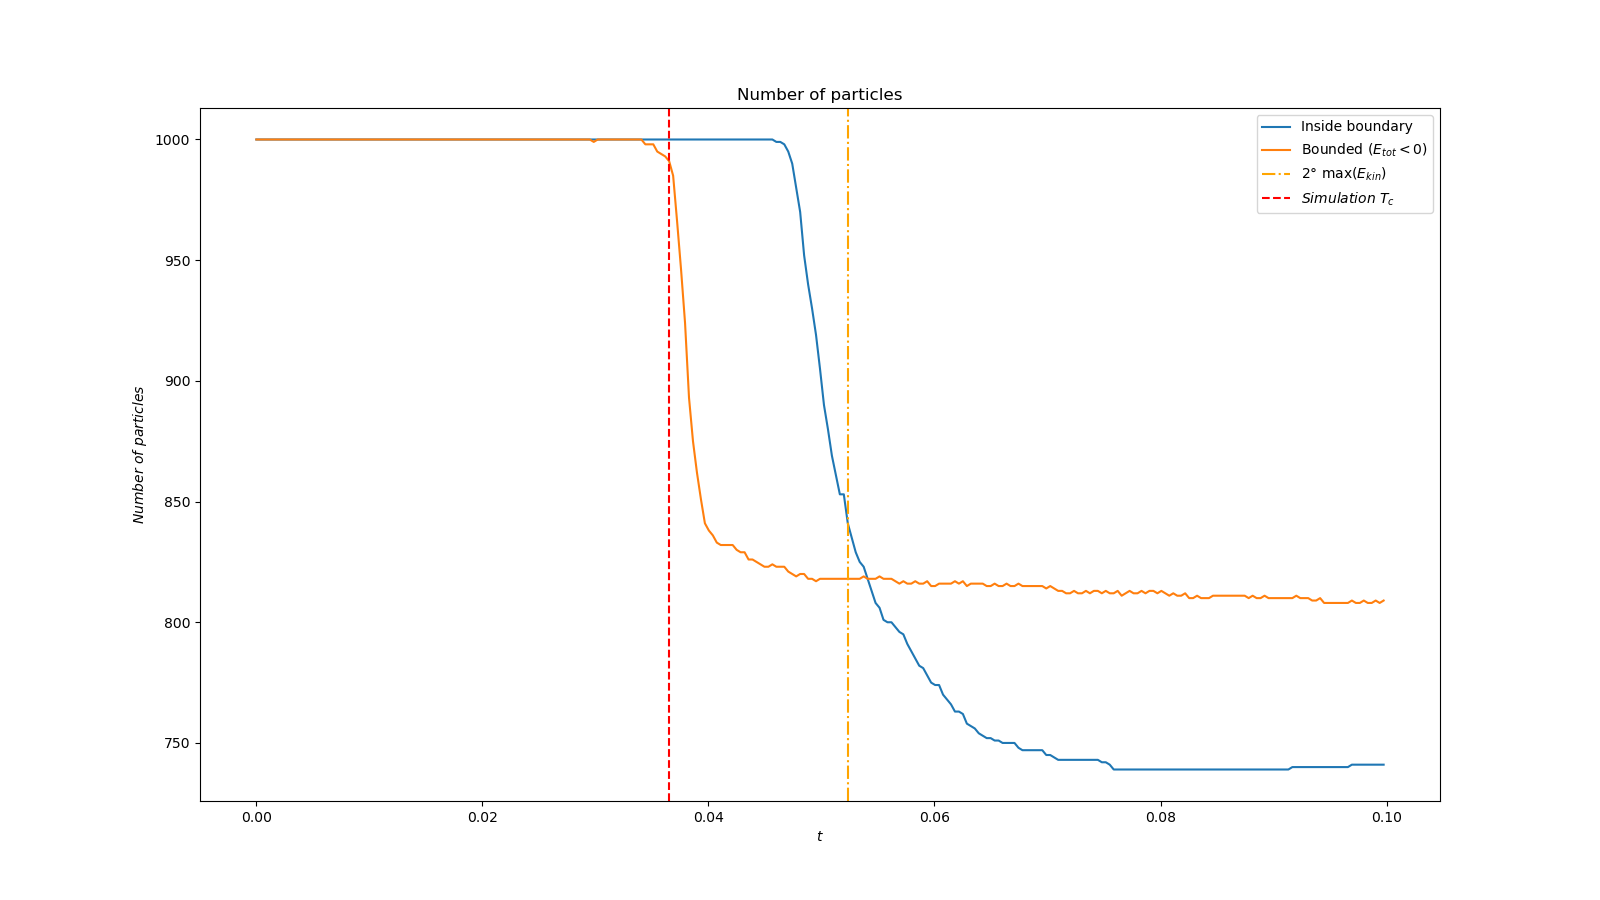 Number of particles
Inside boundary
Bounded (E_tot < 0)
2° max(E_kin)
Simulation T_c
1000
950
900
850
800
750
Number of particles
0.00
0.02
0.04
0.06
0.08
0.10
t